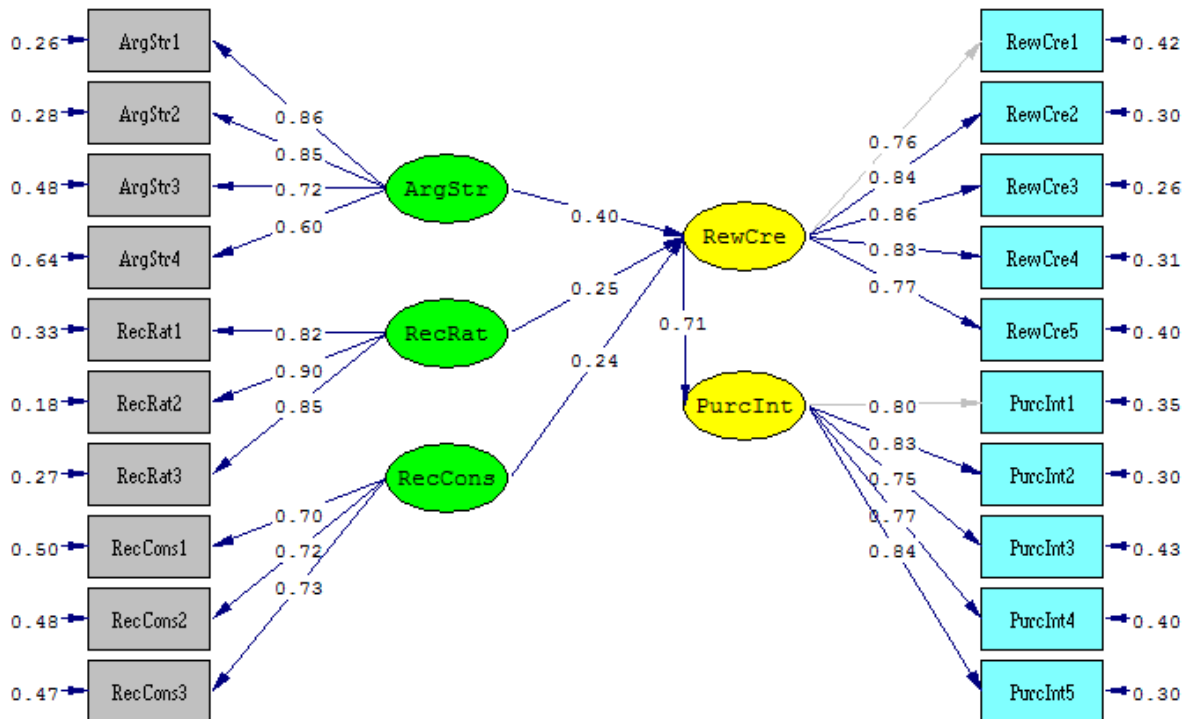 0.26
ArgStr1
0.28
ArgStr2
0.48
ArgStr3
0.64
ArgStr4
0.33
RecRat1
0.18
RecRat2
0.27
RecRat3
0.50
RecCons1
0.48
RecCons2
0.47
RecCons3
0.86
0.85
0.72
0.60
0.82
0.90
0.85
0.70
0.72
0.73
ArgStr
RecRat
RecCons
0.40
0.25
0.24
RewCre
0.71
PurcInt
0.76
0.84
0.86
0.83
0.77
0.80
0.83
0.75
0.77
0.84
RewCre1
0.42
RewCre2
0.30
RewCre3
0.26
RewCre4
0.31
RewCre5
0.40
PurcInt1
0.35
PurcInt2
0.30
PurcInt3
0.43
PurcInt4
0.40
PurcInt5
0.30